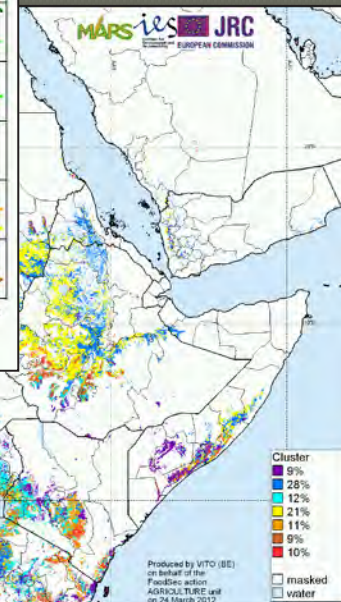 MARS ies JRC
EUROPEAN COMMISSION
Cluster
9%
28%
12%
21%
11%
9%
10%
masked
water
Produced by VITO (BE)
on behalf of the
FoodSec action
AGRICULTURE unit
on 24 March 2012